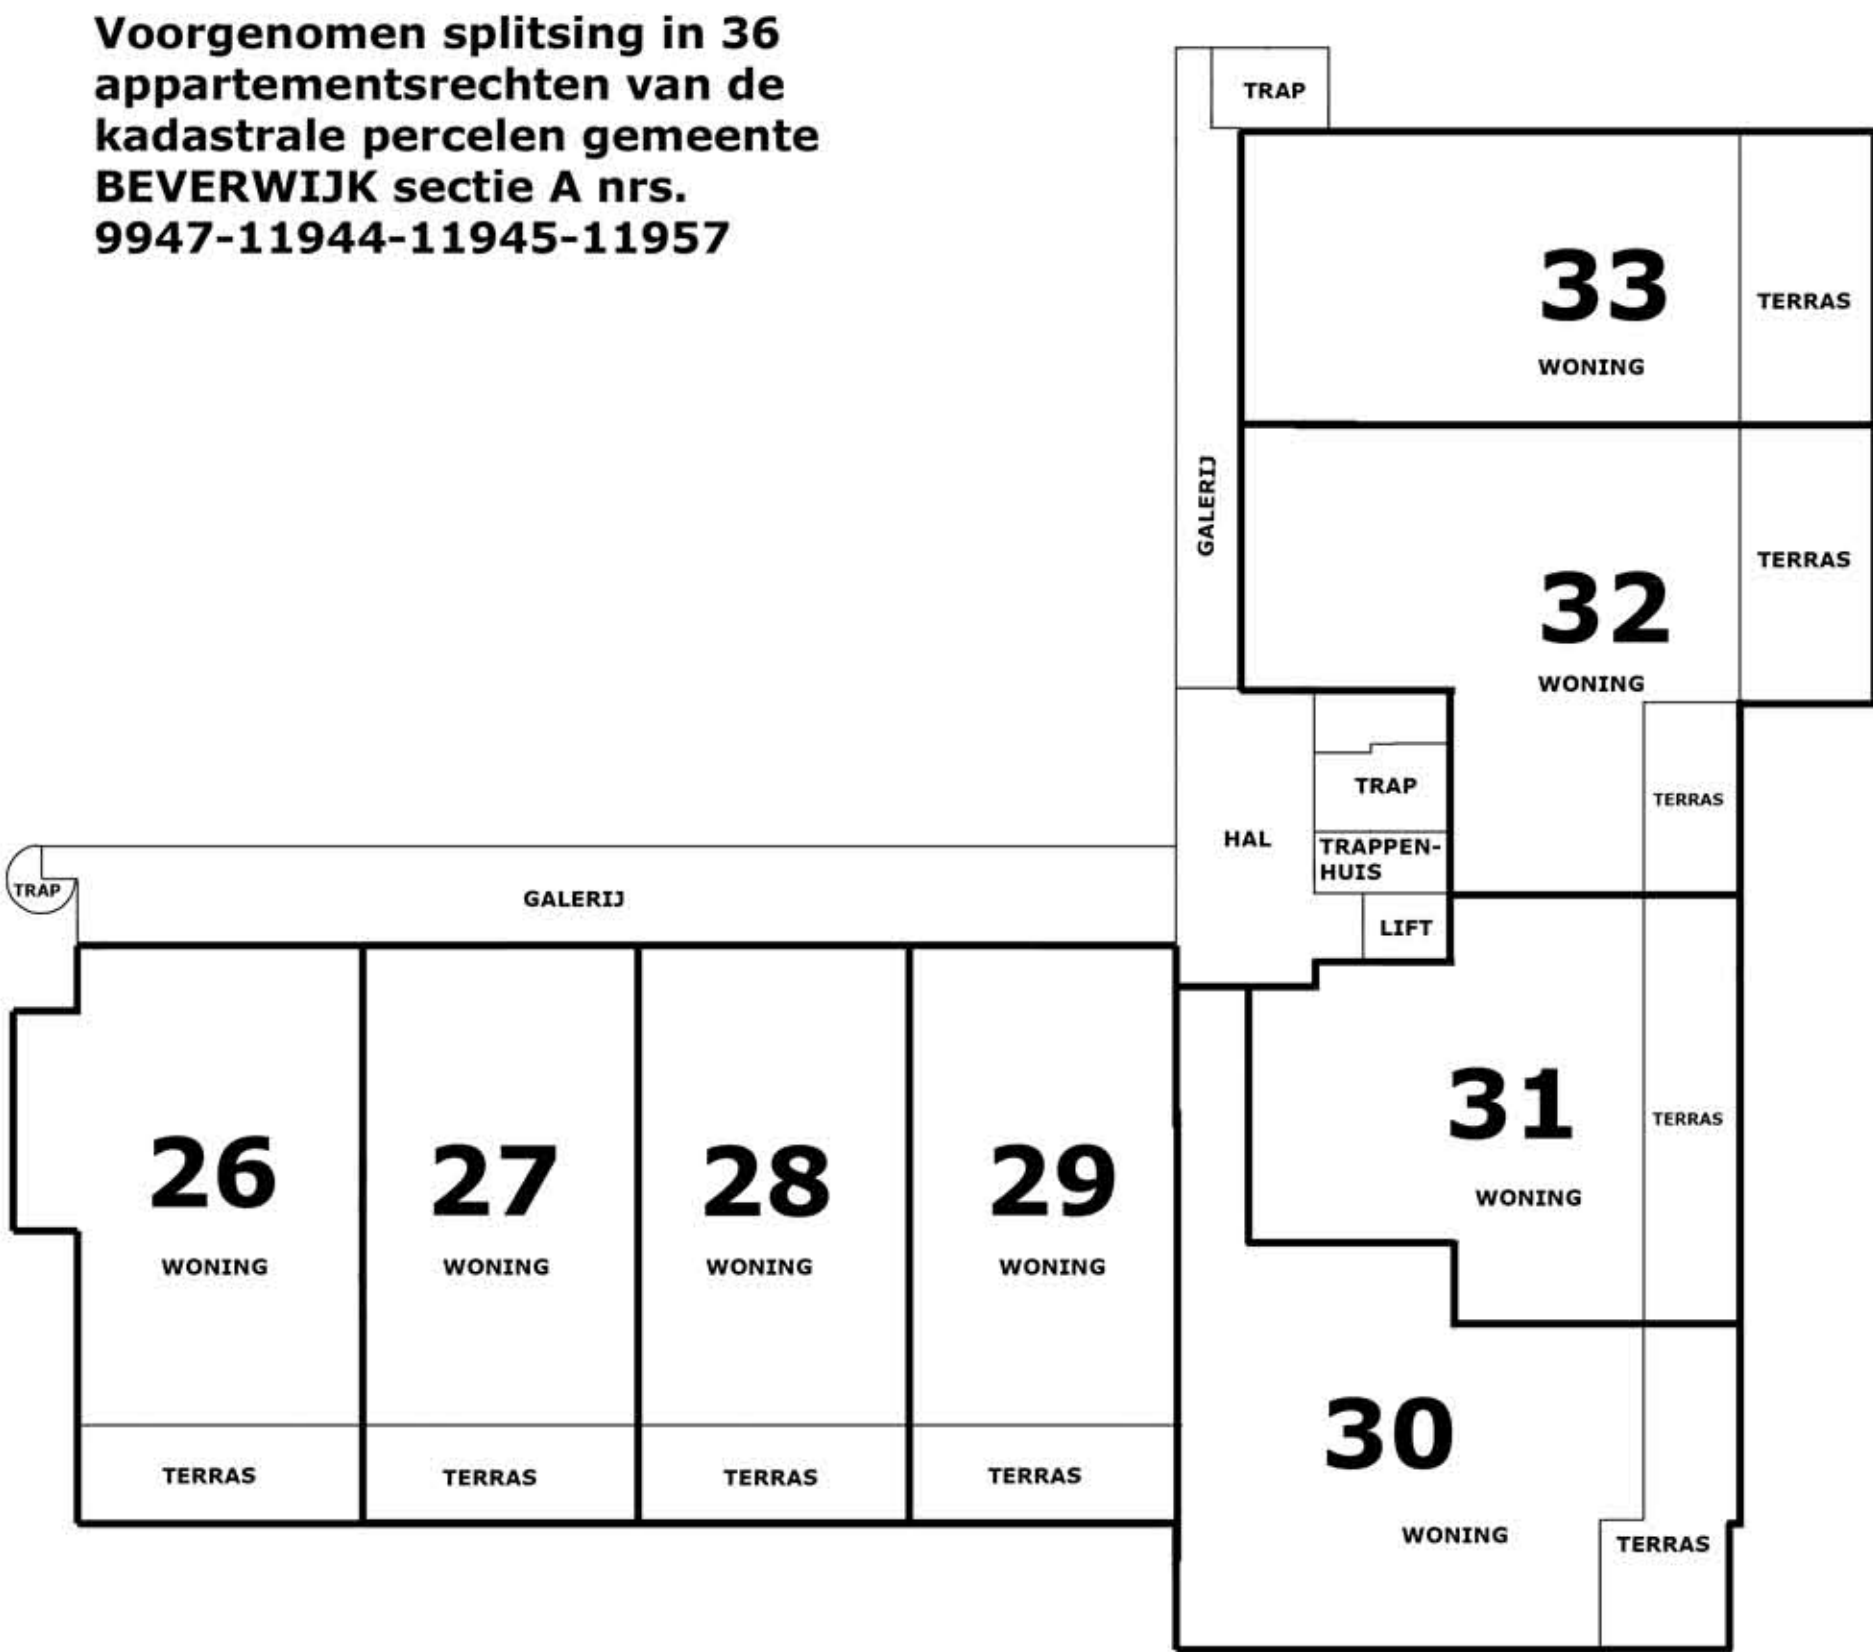 Voorgenomen splitsing in 36
appartementsrechten van de
kadastrale percelen gemeente
BEVERWIJK sectie A nrs.
9947-11944-11945-11957
TRAP
33
WONING
TERRAS
GALERIJ
32
WONING
TERRAS
TERRAS
TRAP
HAL
TRAPPEN-
HUIS
LIFT
TRAP
GALERIJ
26
WONING
TERRAS
27
WONING
TERRAS
28
WONING
TERRAS
29
WONING
TERRAS
31
WONING
TERRAS
30
WONING
TERRAS